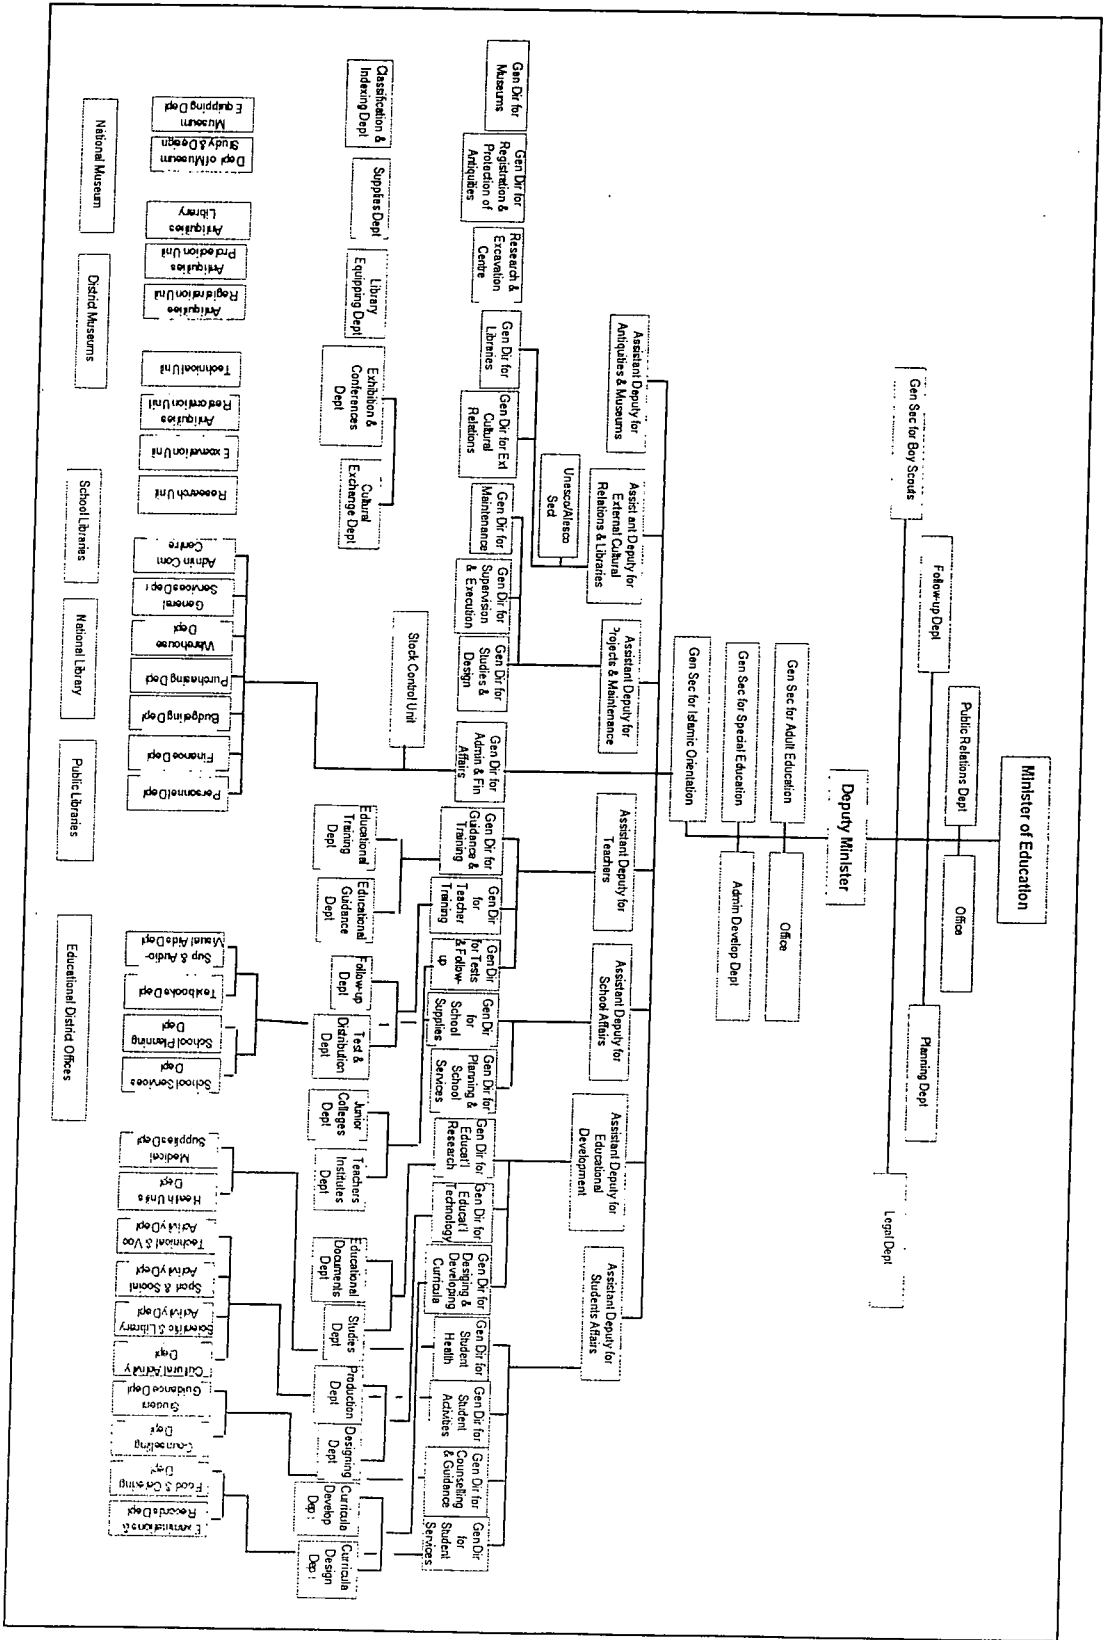 Minister of Education
Public Relations Dept
Office
Follow-up Dept
Planning Dept
Gen Sec for Boy Scouts
Legal Dept
Deputy Minister
Gen Sec for Adult Education
Office
Gen Sec for Special Education
Admin Develop Dept
Gen Sec for Islamic Orientation
Assistant Deputy for
Antiquities & Museums
Assistant Deputy for
External Cultural
Relations & Libraries
Assistant Deputy for
Projects & Maintenance
Assistant Deputy for
Teachers
Assistant Deputy for
School Affairs
Assistant Deputy for
Educational
Development
Assistant Deputy for
Students Affairs
Unesco/Alesco
Sect
Gen Dir for
Museums
Gen Dir for
Registration &
Protection of
Antiquities
Research &
Excavation
Centre
Gen Dir for
Libraries
Gen Dir for Ext
Cultural
Relations
Gen Dir for
Maintenance
Gen Dir for
Supervision
& Execution
Gen Dir for
Studies &
Design
Gen Dir for
Admin & Fin
Affairs
Gen Dir for
Guidance &
Training
Gen Dir
for
Teacher
Training
Gen Dir
for Tests
& Follow-
up
Gen Dir
for
School
Supplies
Gen Dir for
Planning &
School
Services
Gen Dir for
Educat'l
Research
Gen Dir for
Educat'l
Technology
Gen Dir for
Desiging &
Developing
Curricula
Gen Dir for
Student
Health
Gen Dir for
Student
Activities
Gen Dir for
Counselling
& Guidance
Gen Dir
for
Student
Services
Stock Control Unit
Classification &
Indexing Dept
Supplies Dept
Library
Equipping Dept
Exhibition &
Conferences
Dept
Cultural
Exchange Dept
Educational
Training
Dept
Educational
Guidance
Dept
Follow-up
Dept
Test &
Distribution
Dept
Junior
Colleges
Dept
Teachers
Institutes
Dept
Educational
Documents
Dept
Studies
Dept
Production
Dept
Designing
Dept
Curricula
Develop
Dep
Curricula
Design
Dep
Museum
Equipping Dept
Dept of Museum
Study & Design
Antiquities
Library
Antiquities
Protection Unit
Antiquities
Registration Unit
Technical Unit
Antiquities
Restoration Unit
Excavation Unit
Research Unit
Admin Com
Centre
General
Services Dept
Warehouse
Dept
Purchasing Dept
Budgeting Dept
Finance Dept
Personnel Dept
Sup & Audio-
Visual Aids Dept
Textbooks Dept
School Planning
Dept
School Services
Dept
Medical
Supplies Dept
Health Units
Dept
Technical & Voc
Activity Dept
Sport & Social
Activity Dept
Scientific & Library
Activity Dept
Cultural Activity
Dept
Student
Guidance Dept
Counselling
Dept
Food & Catering
Dept
Examinations &
Records Dept
National Museum
District Museums
School Libraries
National Library
Public Libraries
Educational District Offices